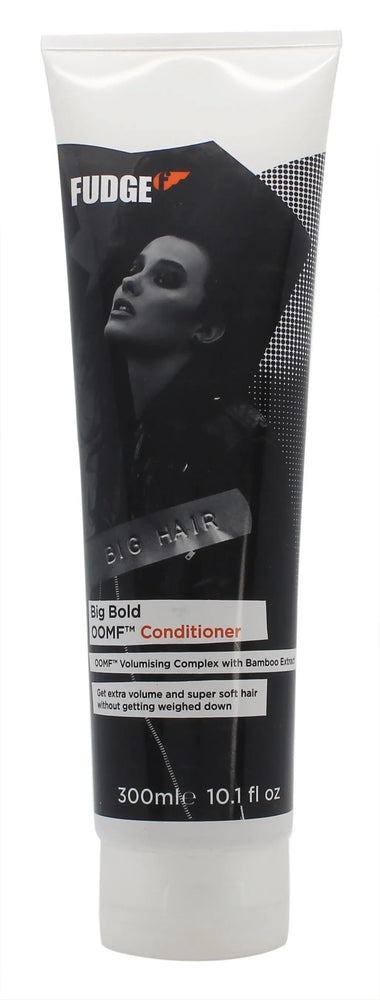 FUDGE
BIG HAIR
Big Bold
OOMF™ Conditioner
OOMF™ Volumising Complex with Bamboo Extract
Get extra volume and super soft hair
without getting weighed down
300ml℮ 10.1 fl oz